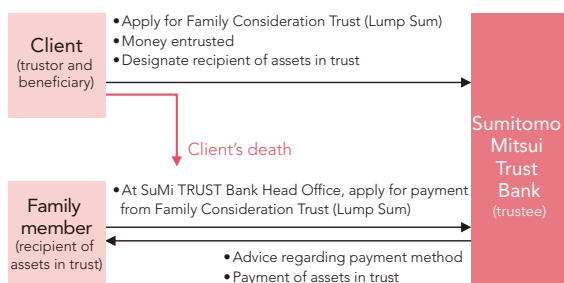 Client
(trustor and
beneficiary)
•Apply for Family Consideration Trust (Lump Sum)
•Money entrusted
•Designate recipient of assets in trust
Client's death
Sumitomo
Mitsui
Trust
Bank
(trustee)
Family
member
(recipient of
assets in trust)
•At SuMi TRUST Bank Head Office, apply for payment
from Family Consideration Trust (Lump Sum)
•Advice regarding payment method
•Payment of assets in trust